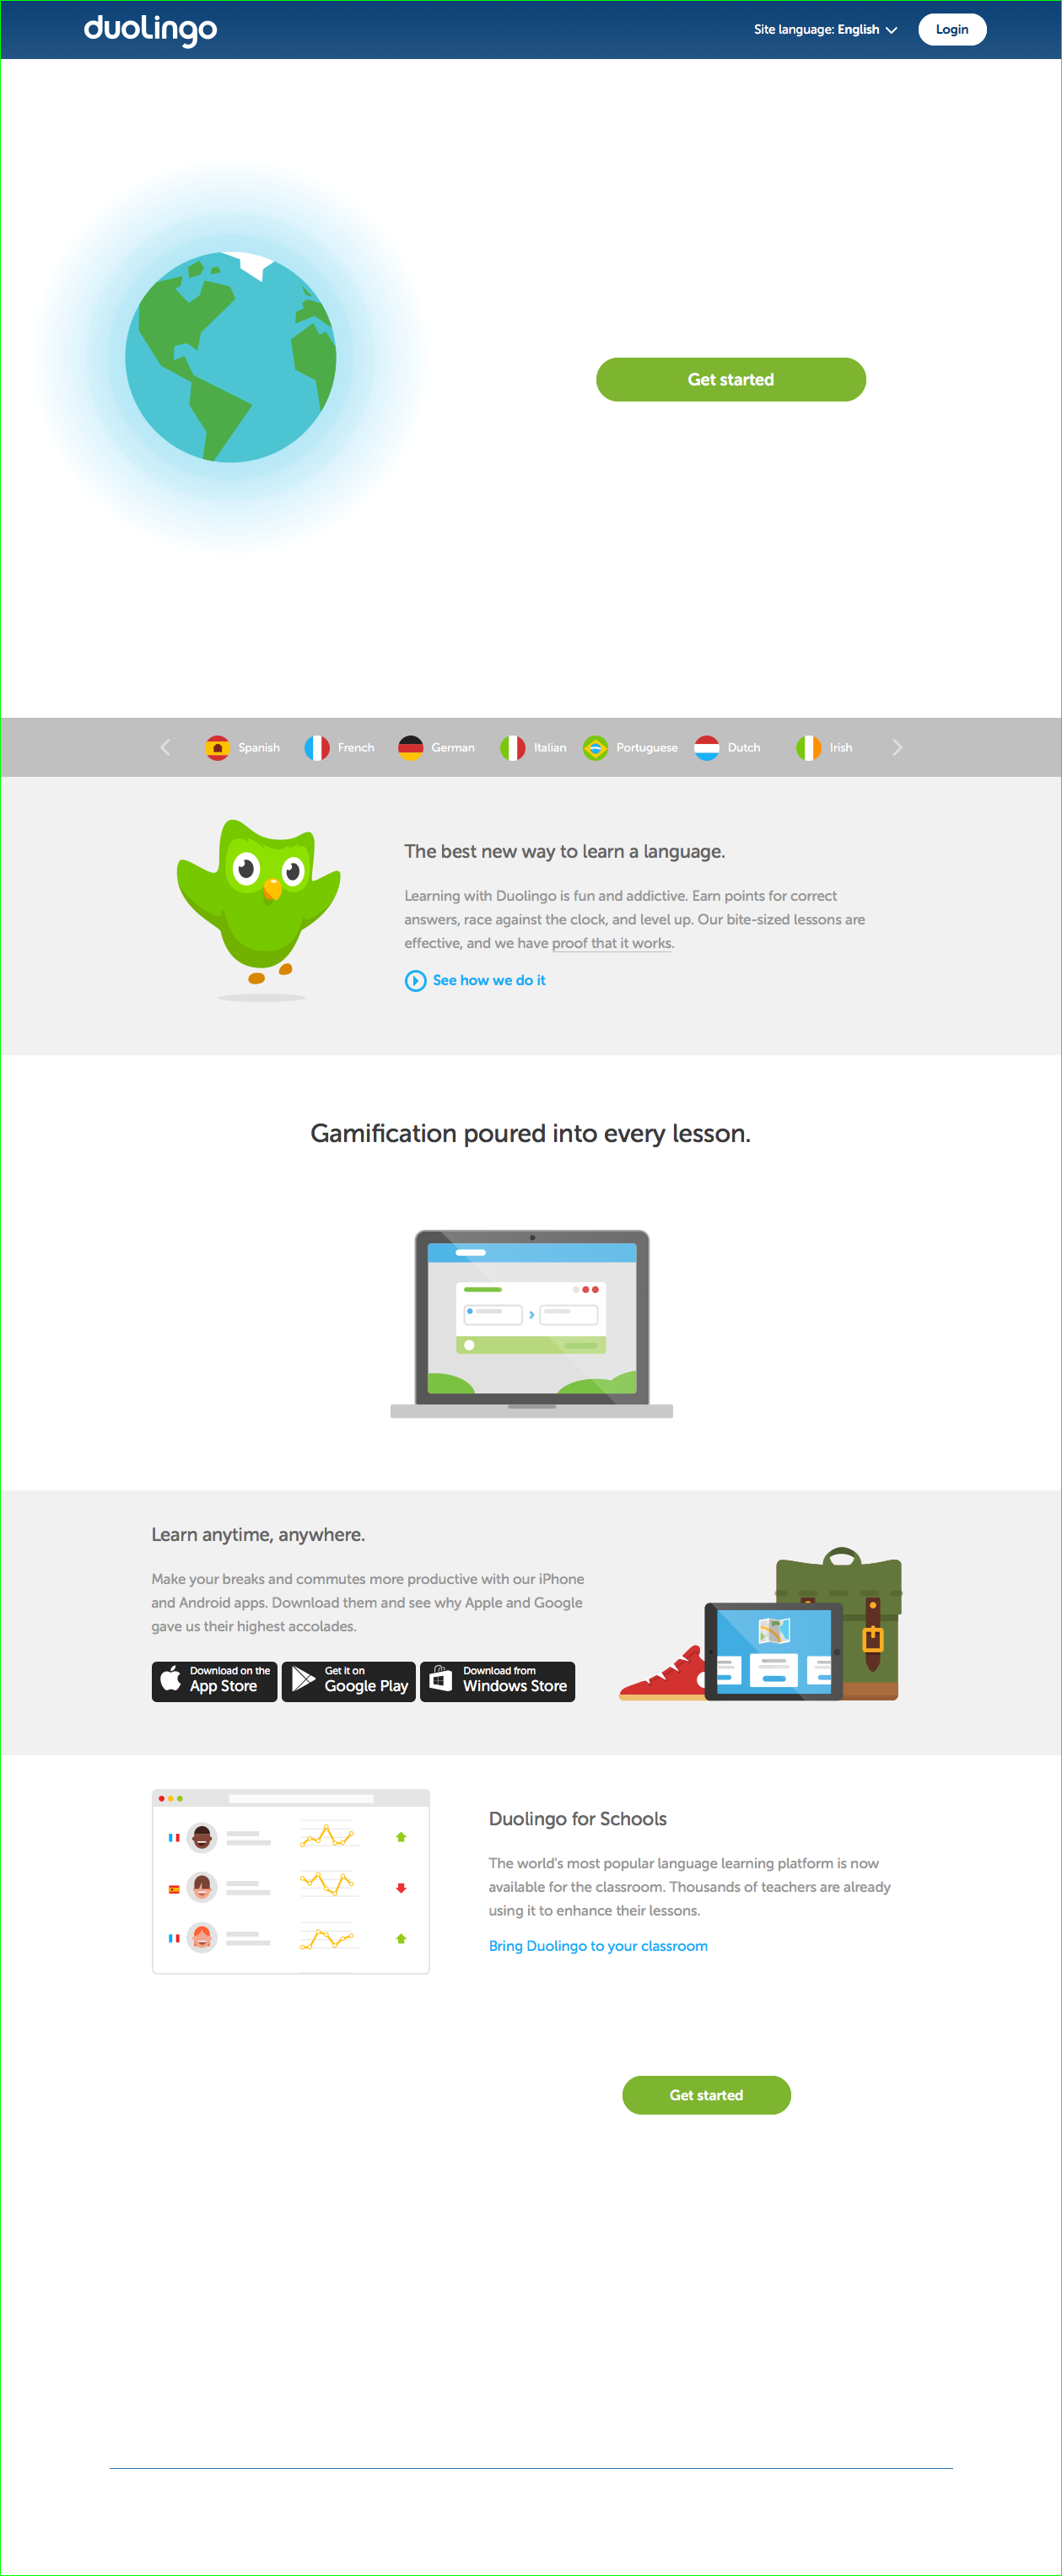 duolingo
Site language: English
Login
Get started
Spanish
French
German
Italian
Portuguese
Dutch
Irish
The best new way to learn a language.
Learning with Duolingo is fun and addictive. Earn points for correct
answers, race against the clock, and level up. Our bite-sized lessons are
effective, and we have proof that it works.
See how we do it
Gamification poured into every lesson.
Learn anytime, anywhere.
Make your breaks and commutes more productive with our iPhone
and Android apps. Download them and see why Apple and Google
gave us their highest accolades.
Download on the
App Store
Get it on
Google Play
Download from
Windows Store
Duolingo for Schools
The world's most popular language learning platform is now
available for the classroom. Thousands of teachers are already
using it to enhance their lessons.
Bring Duolingo to your classroom
Get started